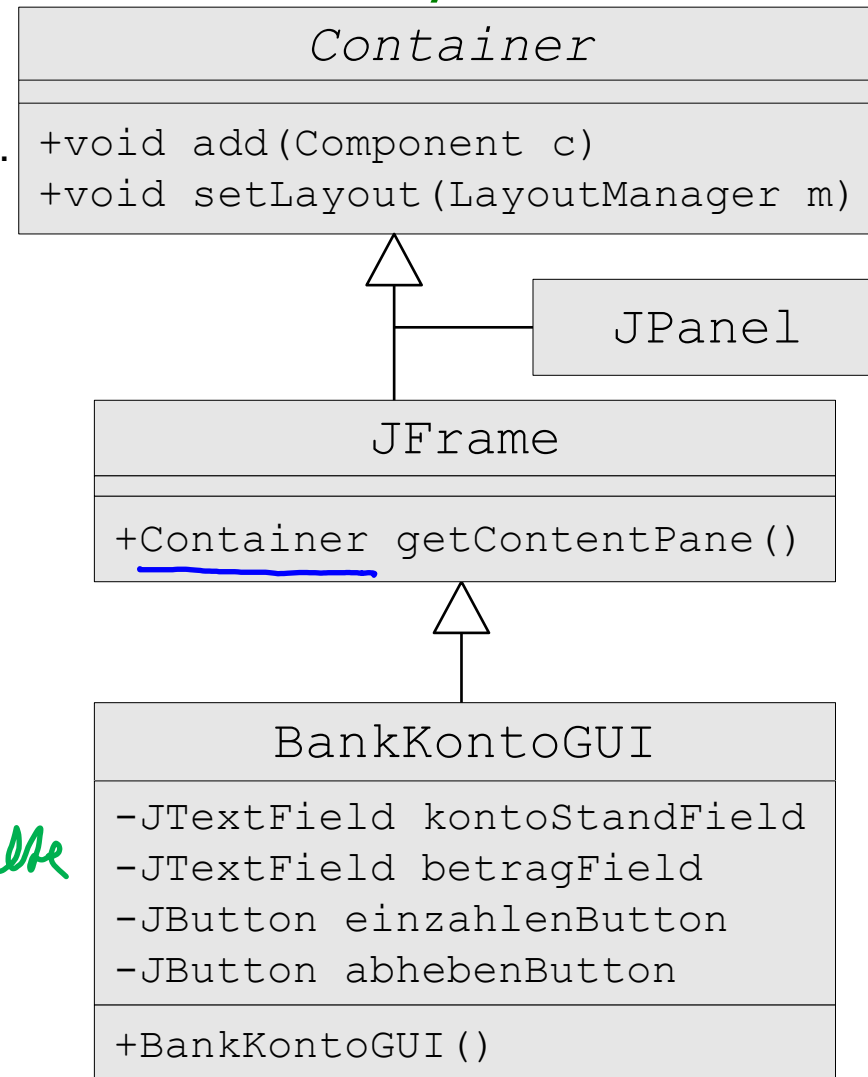 Container
.
+void add(Component c)
+void setLayout(LayoutManager m)
JPanel
JFrame
+Container getContentPane()
BankKontoGUI
-JTextField kontoStandField
-JTextField betragField
-JButton einzahlenButton
-JButton abhebenButton
+BankKontoGUI()